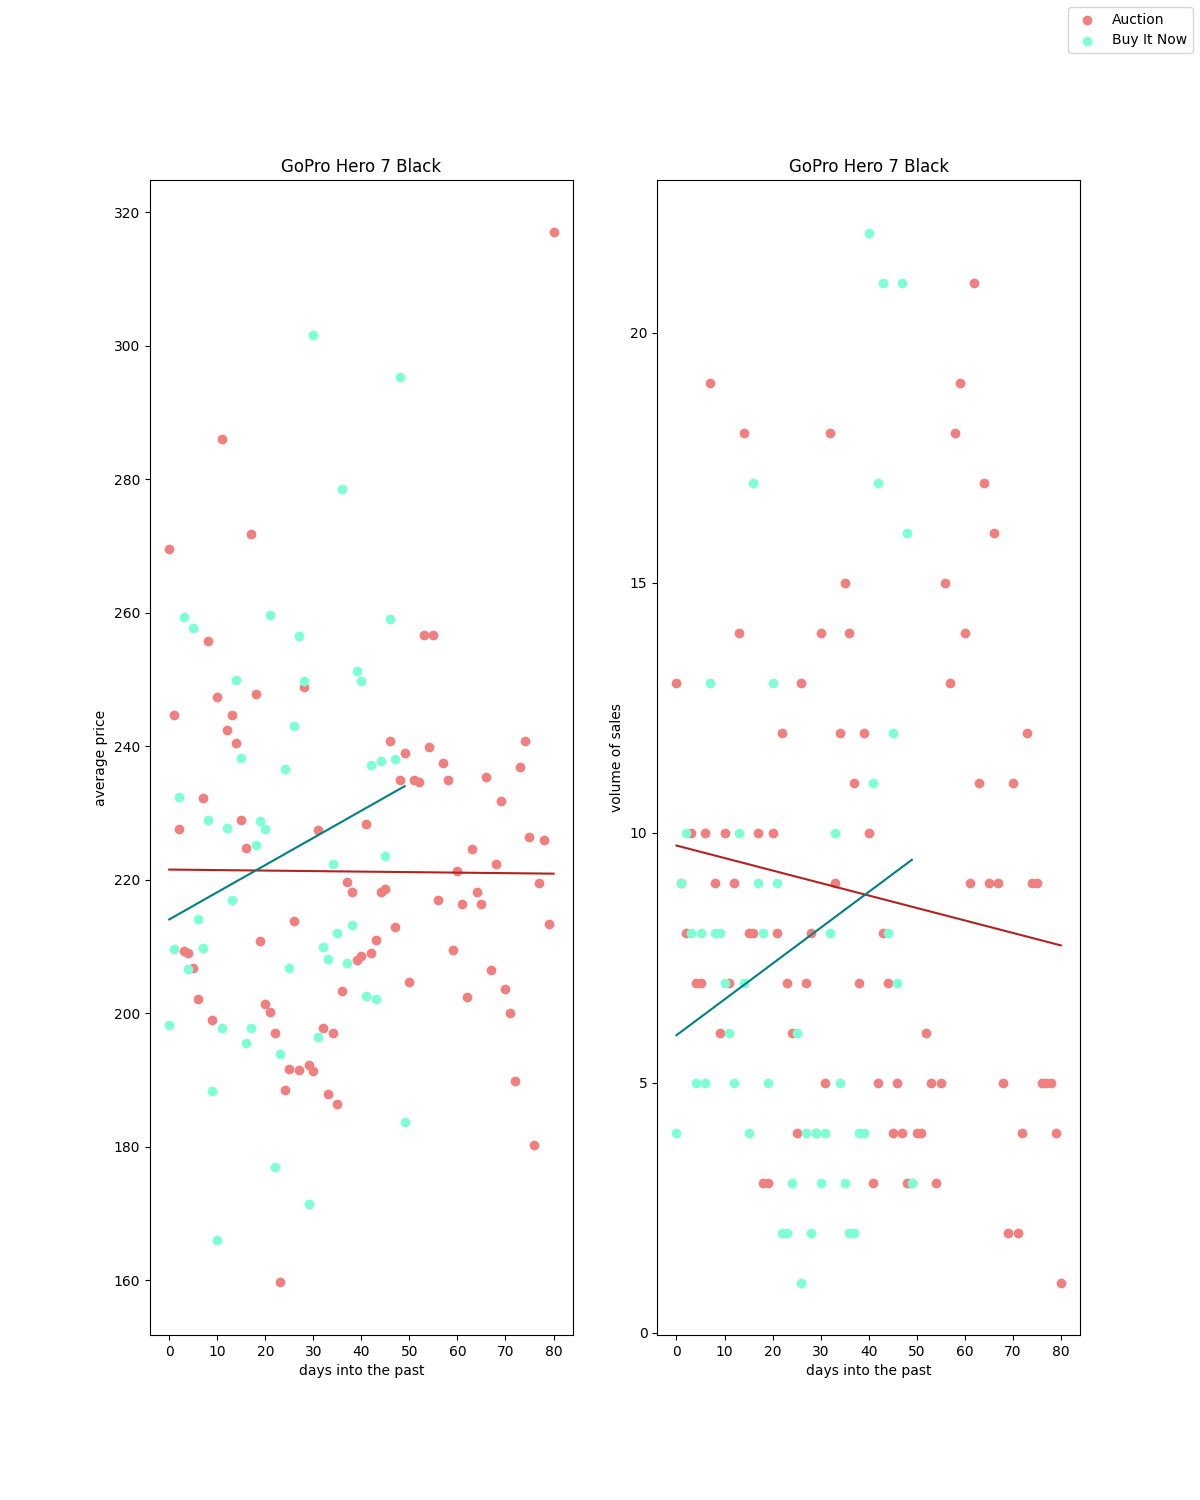 Auction
Buy It Now
GoPro Hero 7 Black
average price
320
300
280
260
240
220
200
180
160
0 10 20 30 40 50 60 70 80
days into the past
GoPro Hero 7 Black
volume of sales
20
15
10
5
0
0 10 20 30 40 50 60 70 80
days into the past